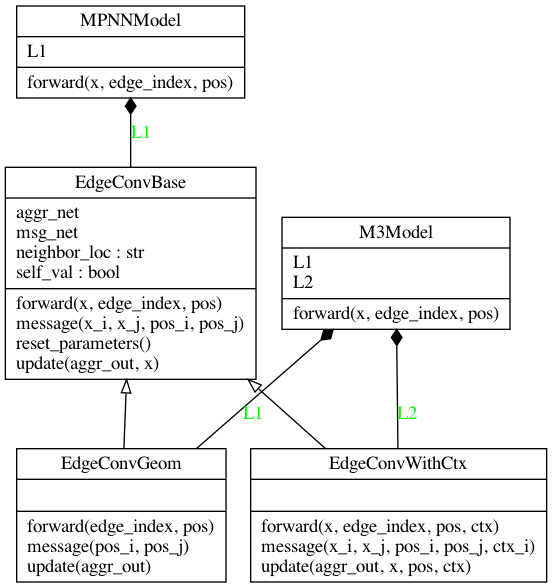 MPNNModel
L1
forward(x, edge_index, pos)
L1
EdgeConvBase
aggr_net
msg_net
neighbor_loc : str
self_val : bool
forward(x, edge_index, pos)
message(x_i, x_j, pos_i, pos_j)
reset_parameters()
update(aggr_out, x)
M3Model
L1
L2
forward(x, edge_index, pos)
L1
L2
EdgeConvGeom
forward(edge_index, pos)
message(pos_i, pos_j)
update(aggr_out)
EdgeConvWithCtx
forward(x, edge_index, pos, ctx)
message(x_i, x_j, pos_i, pos_j, ctx_i)
update(aggr_out, x, pos, ctx)